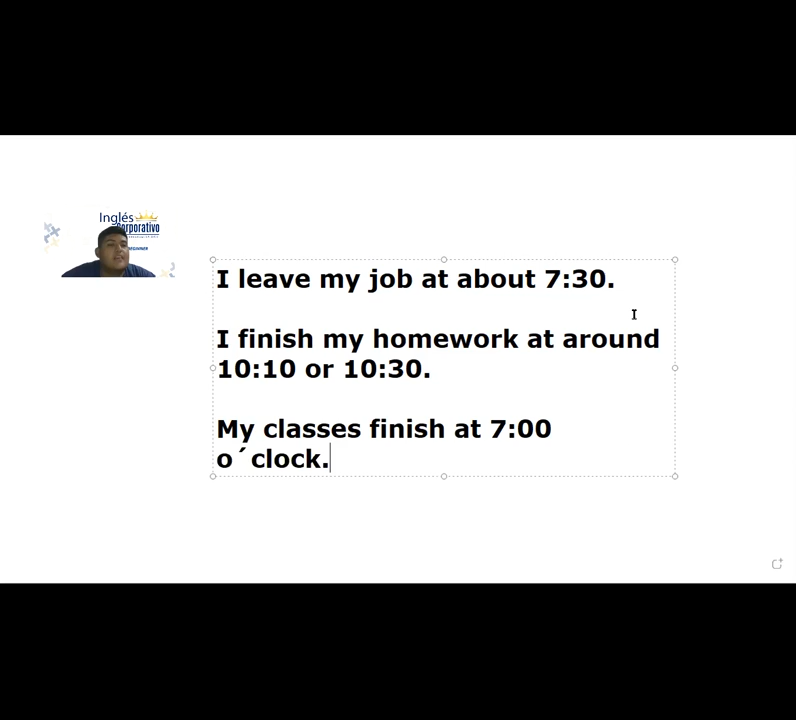 Inglés
Corporativo
I leave my job at about 7:30.
I finish my homework at around
10:10 or 10:30.
My classes finish at 7:00
o´clock.